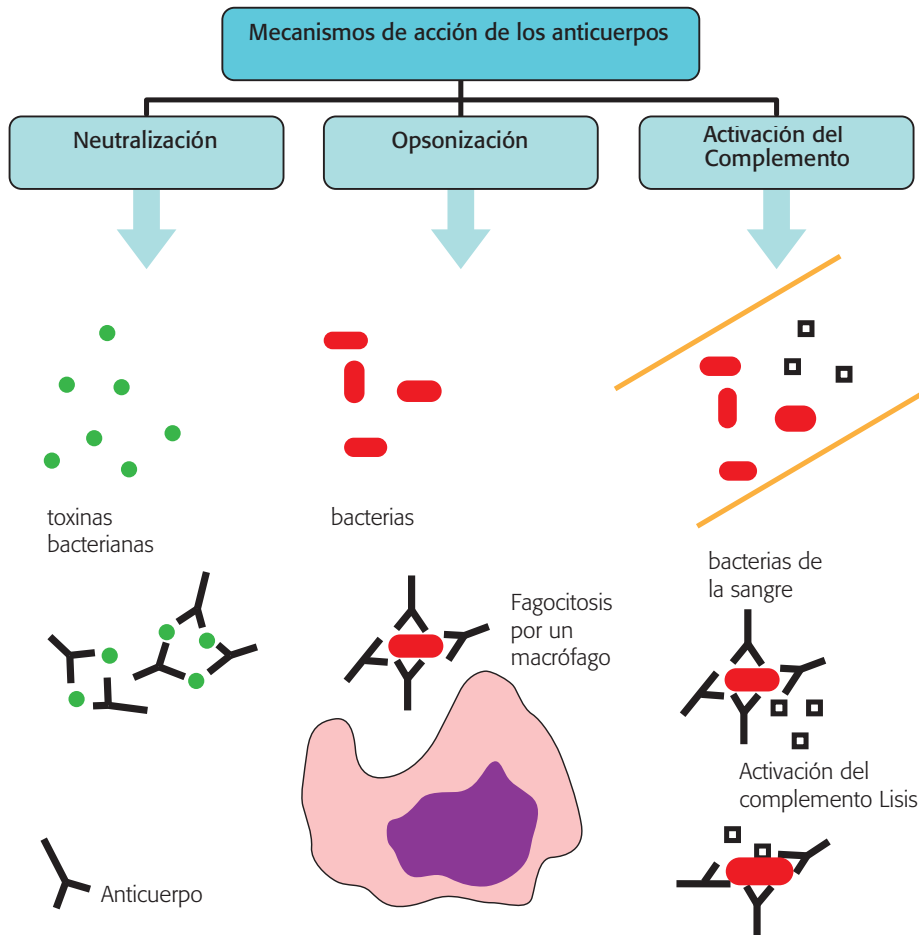 Mecanismos de acción de los anticuerpos
Neutralización
Opsonización
Activación del
Complemento
toxinas
bacterianas
bacterias
bacterias de
la sangre
Fagocitosis
por un
macrófago
Activación del
complemento Lisis
Anticuerpo